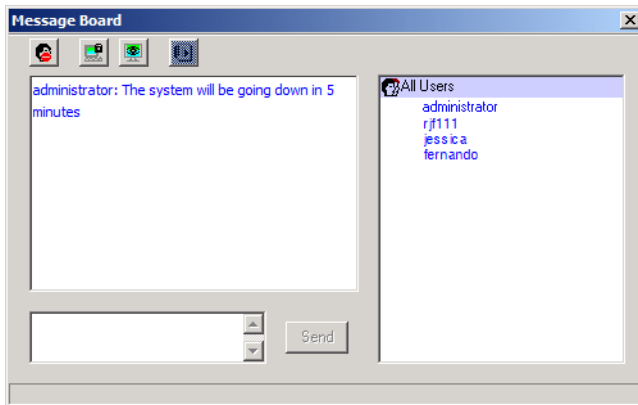 Message Board
administrator: The system will be going down in 5
minutes
All Users
administrator
rjf111
jessica
fernando
Send